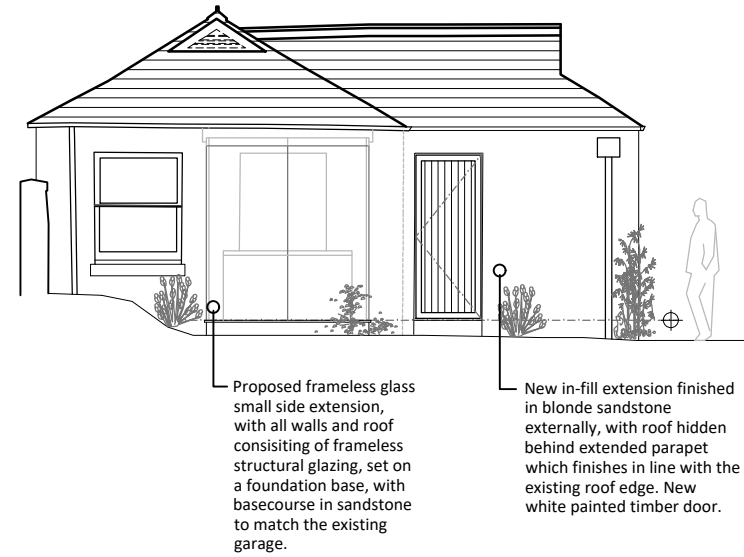 Proposed frameless glass
small side extension,
with all walls and roof
consisiting of frameless
structural glazing, set on
a foundation base, with
basecourse in sandstone
to match the existing
garage.
New in-fill extension finished
in blonde sandstone
externally, with roof hidden
behind extended parapet
which finishes in line with the
existing roof edge. New
white painted timber door.